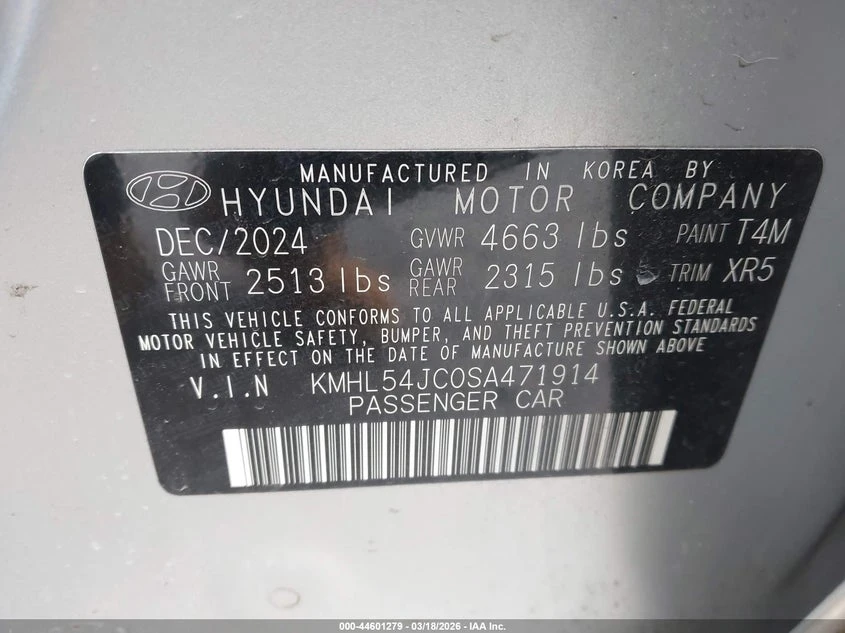 MANUFACTURED IN KOREA BY
HYUNDAI MOTOR COMPANY
DEC/2024 GVWR 4663 lbs PAINT T4M
GAWR FRONT 2513 lbs GAWR REAR 2315 lbs TRIM XR5
THIS VEHICLE CONFORMS TO ALL APPLICABLE U.S.A. FEDERAL
MOTOR VEHICLE SAFETY, BUMPER, AND THEFT PREVENTION STANDARDS
IN EFFECT ON THE DATE OF MANUFACTURE SHOWN ABOVE
V.I.N KMHL54JC0SA471914
PASSENGER CAR
000-44601279 - 03/18/2026 - IAA Inc.